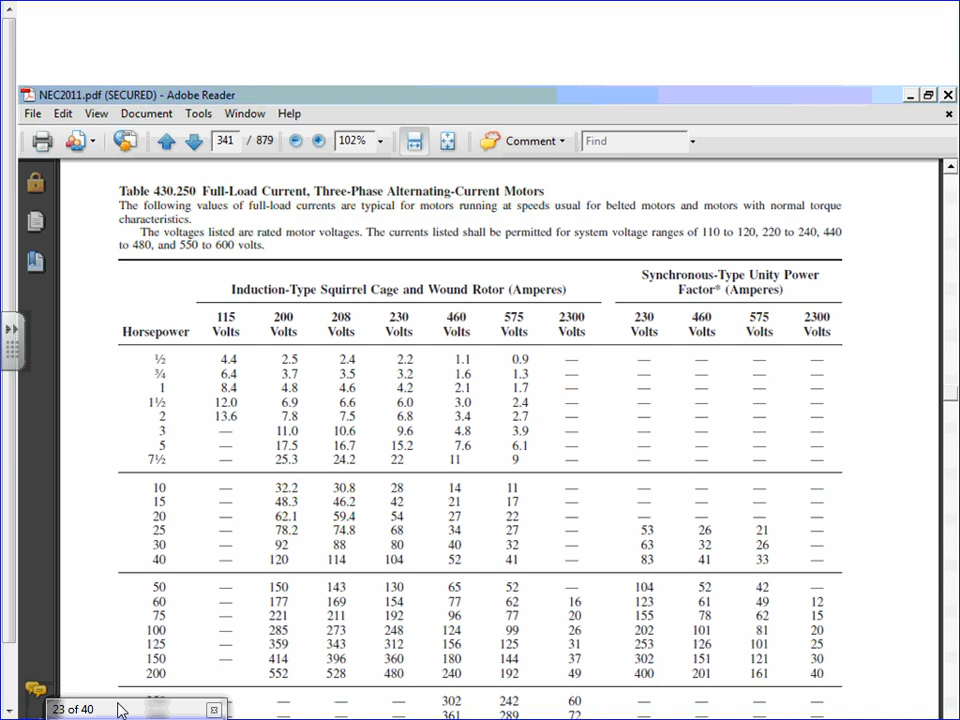 NEC2011.pdf (SECURED) - Adobe Reader
File Edit View Document Tools Window Help
341 / 879 102% Comment Find
Table 430.250 Full-Load Current, Three-Phase Alternating-Current Motors
The following values of full-load currents are typical for motors running at speeds usual for belted motors and motors with normal torque
characteristics.
The voltages listed are rated motor voltages. The currents listed shall be permitted for system voltage ranges of 110 to 120, 220 to 240, 440
to 480, and 550 to 600 volts.
Synchronous-Type Unity Power
Induction-Type Squirrel Cage and Wound Rotor (Amperes) Factor* (Amperes)
115 200 208 230 460 575 2300 230 460 575 2300
Horsepower Volts Volts Volts Volts Volts Volts Volts Volts Volts Volts Volts
½ 4.4 2.5 2.4 2.2 1.1 0.9 — — — — —
¾ 6.4 3.7 3.5 3.2 1.6 1.3 — — — — —
1 8.4 4.8 4.6 4.2 2.1 1.7 — — — — —
1½ 12.0 6.9 6.6 6.0 3.0 2.4 — — — — —
2 13.6 7.8 7.5 6.8 3.4 2.7 — — — — —
3 — 11.0 10.6 9.6 4.8 3.9 — — — — —
5 — 17.5 16.7 15.2 7.6 6.1 — — — — —
7½ — 25.3 24.2 22 11 9 — — — — —
10 — 32.2 30.8 28 14 11 — — — — —
15 — 48.3 46.2 42 21 17 — — — — —
20 — 62.1 59.4 54 27 22 — — — — —
25 — 78.2 74.8 68 34 27 — 53 26 21 —
30 — 92 88 80 40 32 — 63 32 26 —
40 — 120 114 104 52 41 — 83 41 33 —
50 — 150 143 130 65 52 — 104 52 42 —
60 — 177 169 154 77 62 16 123 61 49 12
75 — 221 211 192 96 77 20 155 78 62 15
100 — 285 273 248 124 99 26 202 101 81 20
125 — 359 343 312 156 125 31 253 126 101 25
150 — 414 396 360 180 144 37 302 151 121 30
200 — 552 528 480 240 192 49 400 201 161 40
— — — — 302 242 60 — — — —
— — — 361 289 72 — — — —
23 of 40